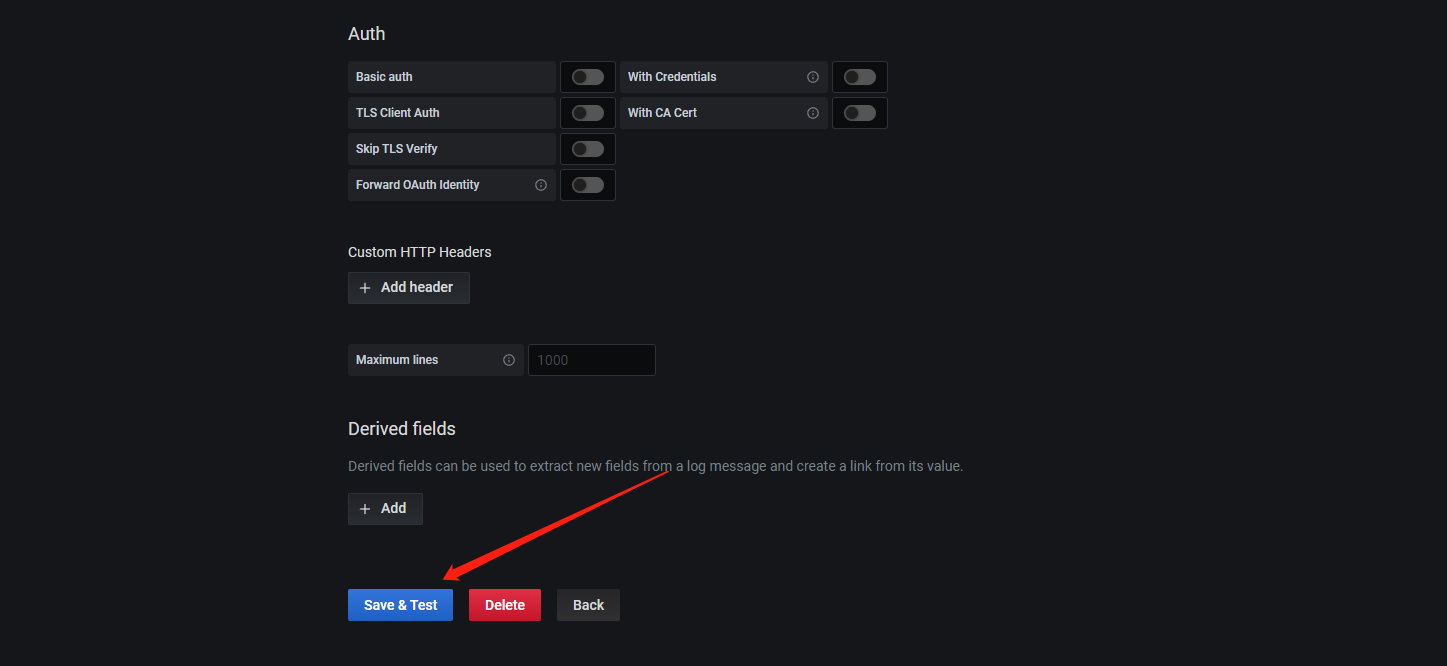 Auth
Basic auth
With Credentials
TLS Client Auth
With CA Cert
Skip TLS Verify
Forward OAuth Identity
Custom HTTP Headers
+ Add header
Maximum lines
1000
Derived fields
Derived fields can be used to extract new fields from a log message and create a link from its value.
+ Add
Save & Test
Delete
Back